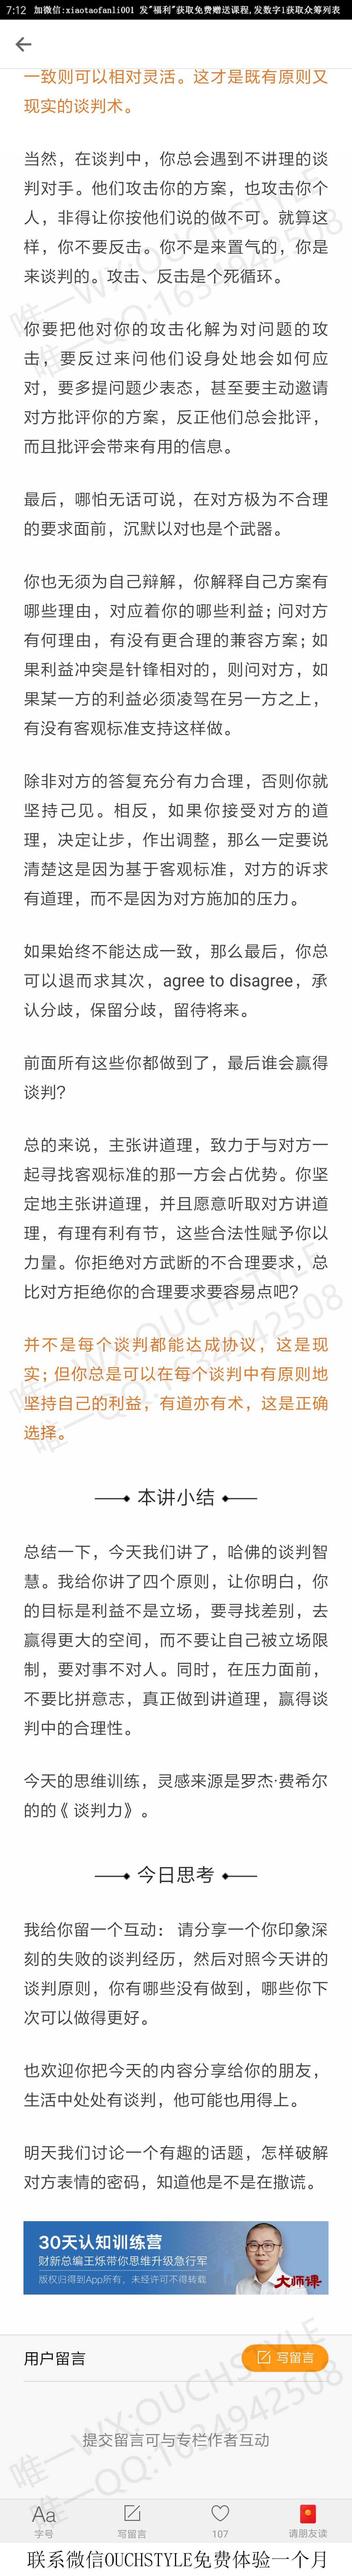 7:12 加微信:xiaotaofanli001 发"福利"获取免费赠送课程,发数字1获取众筹列表
一致则可以相对灵活。这才是既有原则又
现实的谈判术。
当然，在谈判中，你总会遇到不讲理的谈
判对手。他们攻击你的方案，也攻击你个
人，非得让你按他们说的做不可。就算这
样，你不要反击。你不是来置气的，你是
来谈判的。攻击、反击是个死循环。
你要把他对你的攻击化解为对问题的攻
击，要反过来问他们设身处地会如何应
对，要多提问题少表态，甚至要主动邀请
对方批评你的方案，反正他们总会批评，
而且批评会带来有用的信息。
最后，哪怕无话可说，在对方极为不合理
的要求面前，沉默以对也是个武器。
你也无须为自己辩解，你解释自己方案有
哪些理由，对应着你的哪些利益；问对方
有何理由，有没有更合理的兼容方案；如
果利益冲突是针锋相对的，则问对方，如
果某一方的利益必须凌驾在另一方之上，
有没有客观标准支持这样做。
除非对方的答复充分有力合理，否则你就
坚持己见。相反，如果你接受对方的道
理，决定让步，作出调整，那么一定要说
清楚这是因为基于客观标准，对方的诉求
有道理，而不是因为对方施加的压力。
如果始终不能达成一致，那么最后，你总
可以退而求其次，agree to disagree，承
认分歧，保留分歧，留待将来。
前面所有这些你都做到了，最后谁会赢得
谈判？
总的来说，主张讲道理，致力于与对方一
起寻找客观标准的那一方会占优势。你坚
定地主张讲道理，并且愿意听取对方讲道
理，有理有利有节，这些合法性赋予你以
力量。你拒绝对方武断的不合理要求，总
比对方拒绝你的合理要求要容易点吧？
并不是每个谈判都能达成协议，这是现
实；但你总是可以在每个谈判中有原则地
坚持自己的利益，有道亦有术，这是正确
选择。
本讲小结
总结一下，今天我们讲了，哈佛的谈判智
慧。我给你讲了四个原则，让你明白，你
的目标是利益不是立场，要寻找差别，去
赢得更大的空间，而不要让自己被立场限
制，要对事不对人。同时，在压力面前，
不要比拼意志，真正做到讲道理，赢得谈
判中的合理性。
今天的思维训练，灵感来源是罗杰·费希尔
的的《谈判力》。
今日思考
我给你留一个互动：请分享一个你印象深
刻的失败的谈判经历，然后对照今天讲的
谈判原则，你有哪些没有做到，哪些你下
次可以做得更好。
也欢迎你把今天的内容分享给你的朋友，
生活中处处有谈判，他可能也用得上。
明天我们讨论一个有趣的话题，怎样破解
对方表情的密码，知道他是不是在撒谎。
30天认知训练营
财新总编王烁带你思维升级急行军
版权归得到App所有，未经许可不得转载
大师课
用户留言
写留言
提交留言可与专栏作者互动
Aa
字号 写留言 107 请朋友读
联系微信OUCHSTYLE免费体验一个月
唯一WX:OUCHSTYLE
唯一QQ:1634942508
唯一WX:OUCHSTYLE
唯一QQ:1634942508
唯一WX:OUCHSTYLE
唯一QQ:1634942508